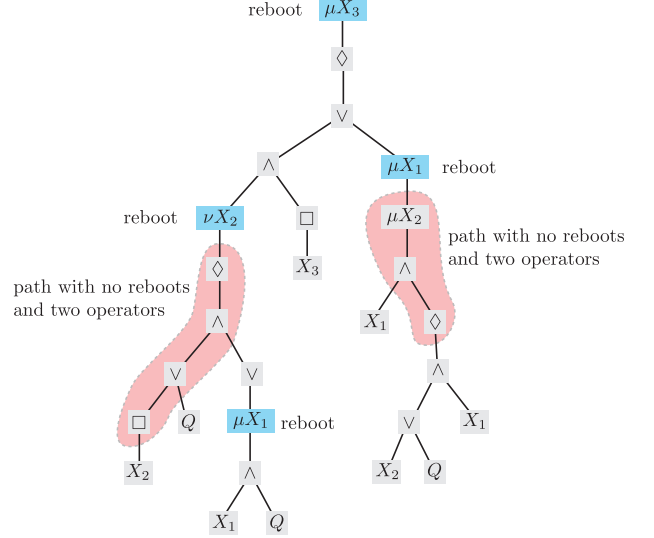 reboot μX₃
◊
∨
∧ μX₁ reboot
reboot νX₂ □ μX₂
path with no reboots
and two operators
◊ X₃ ∧
path with no reboots
and two operators
∧ X₁ ◊
∨ ∨ ∧
□ Q μX₁ reboot ∨ X₁
X₂ ∧ X₂ Q
X₁ Q